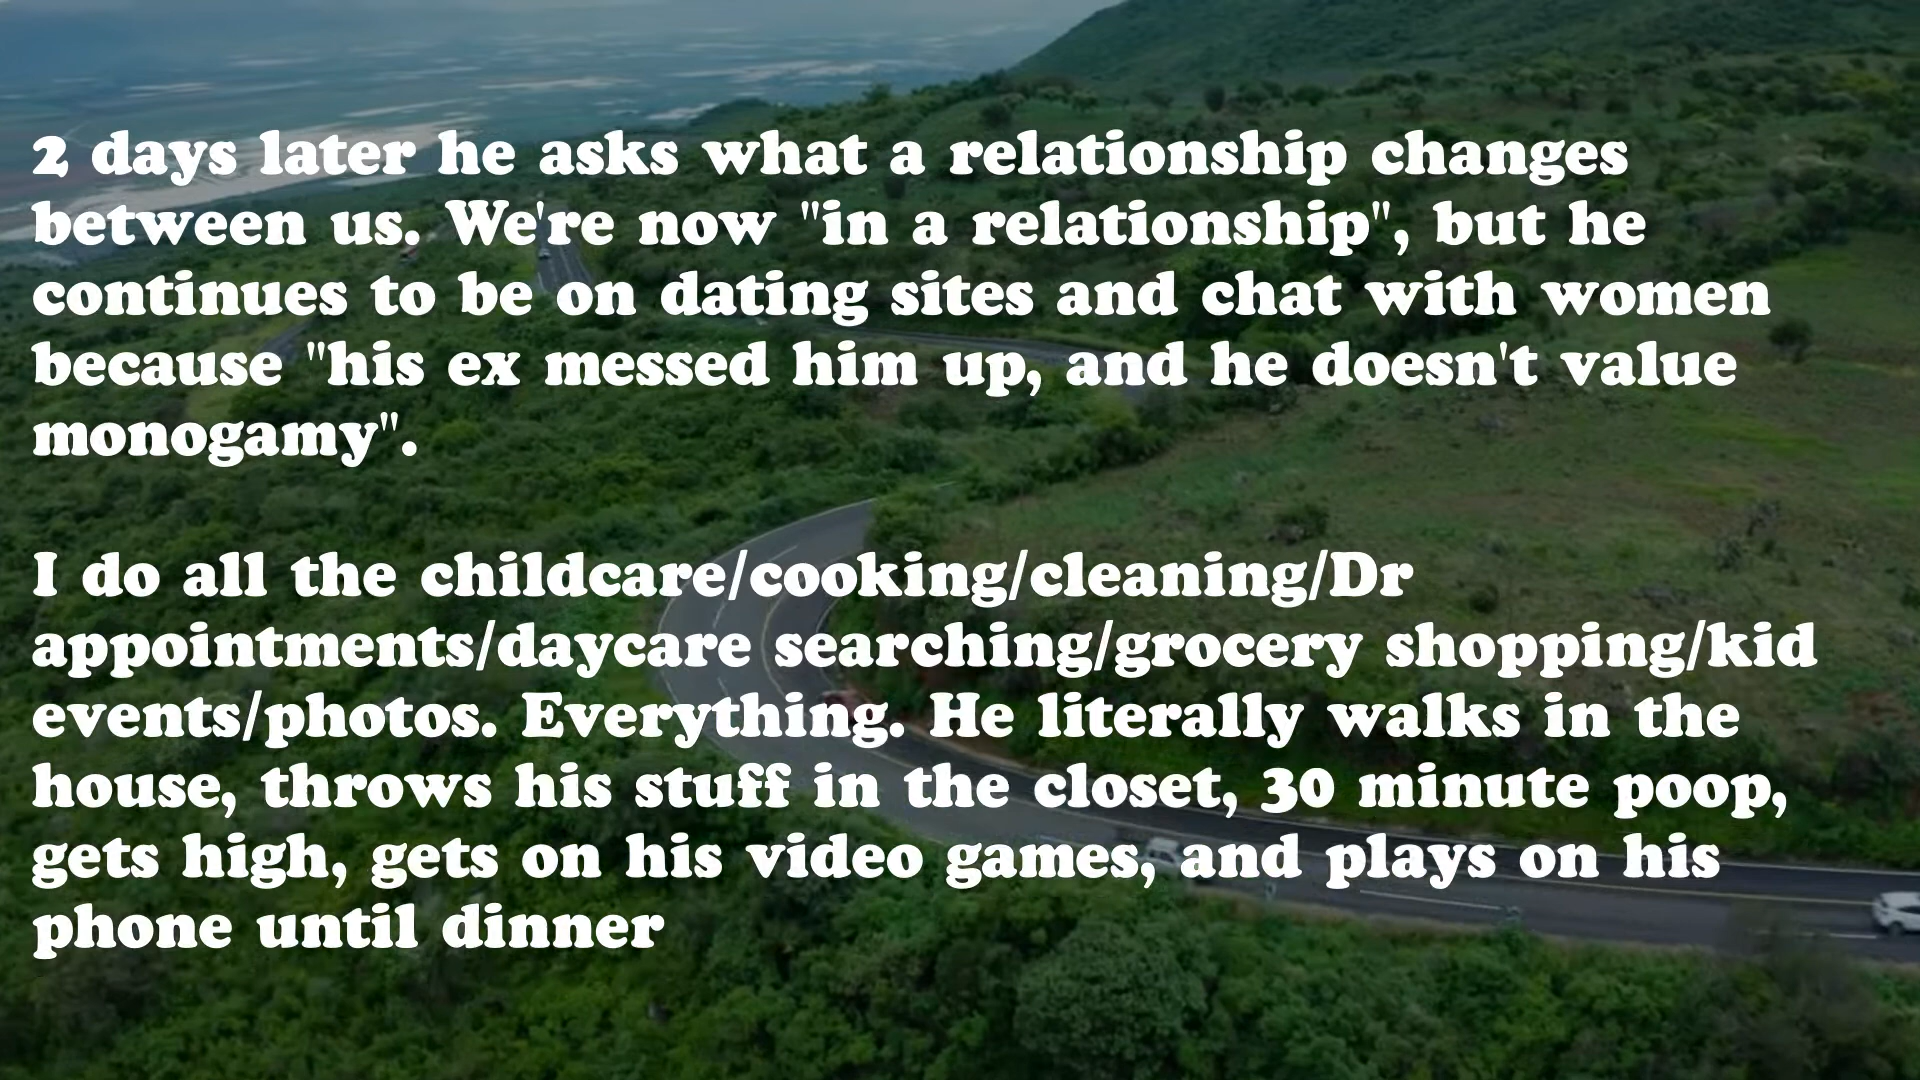 2 days later he asks what a relationship changes
between us. We're now "in a relationship", but he
continues to be on dating sites and chat with women
because "his ex messed him up, and he doesn't value
monogamy".
I do all the childcare/cooking/cleaning/Dr
appointments/daycare searching/grocery shopping/kid
events/photos. Everything. He literally walks in the
house, throws his stuff in the closet, 30 minute poop,
gets high, gets on his video games, and plays on his
phone until dinner